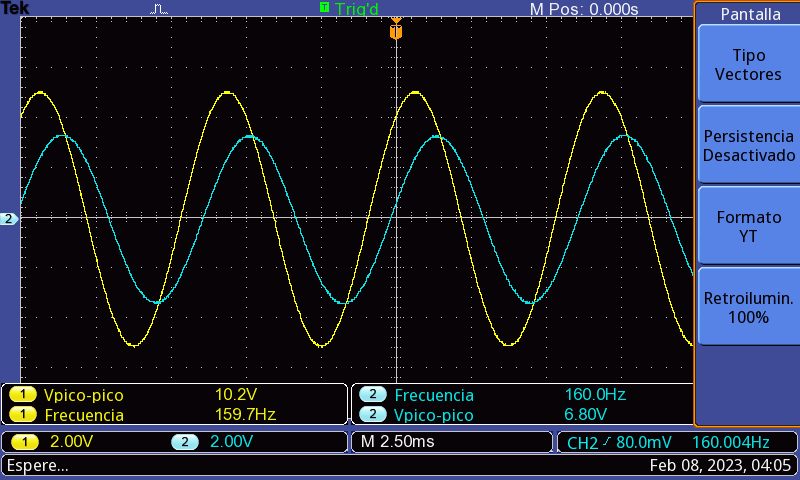 Tek T Trig'd M Pos: 0.000s
T
2
Pantalla
Tipo
Vectores
Persistencia
Desactivado
Formato
YT
Retroilumin.
100%
1 Vpico-pico 10.2V
1 Frecuencia 159.7Hz
2 Frecuencia 160.0Hz
2 Vpico-pico 6.80V
1 2.00V 2 2.00V M 2.50ms CH2 80.0mV 160.004Hz
Espere... Feb 08, 2023, 04:05